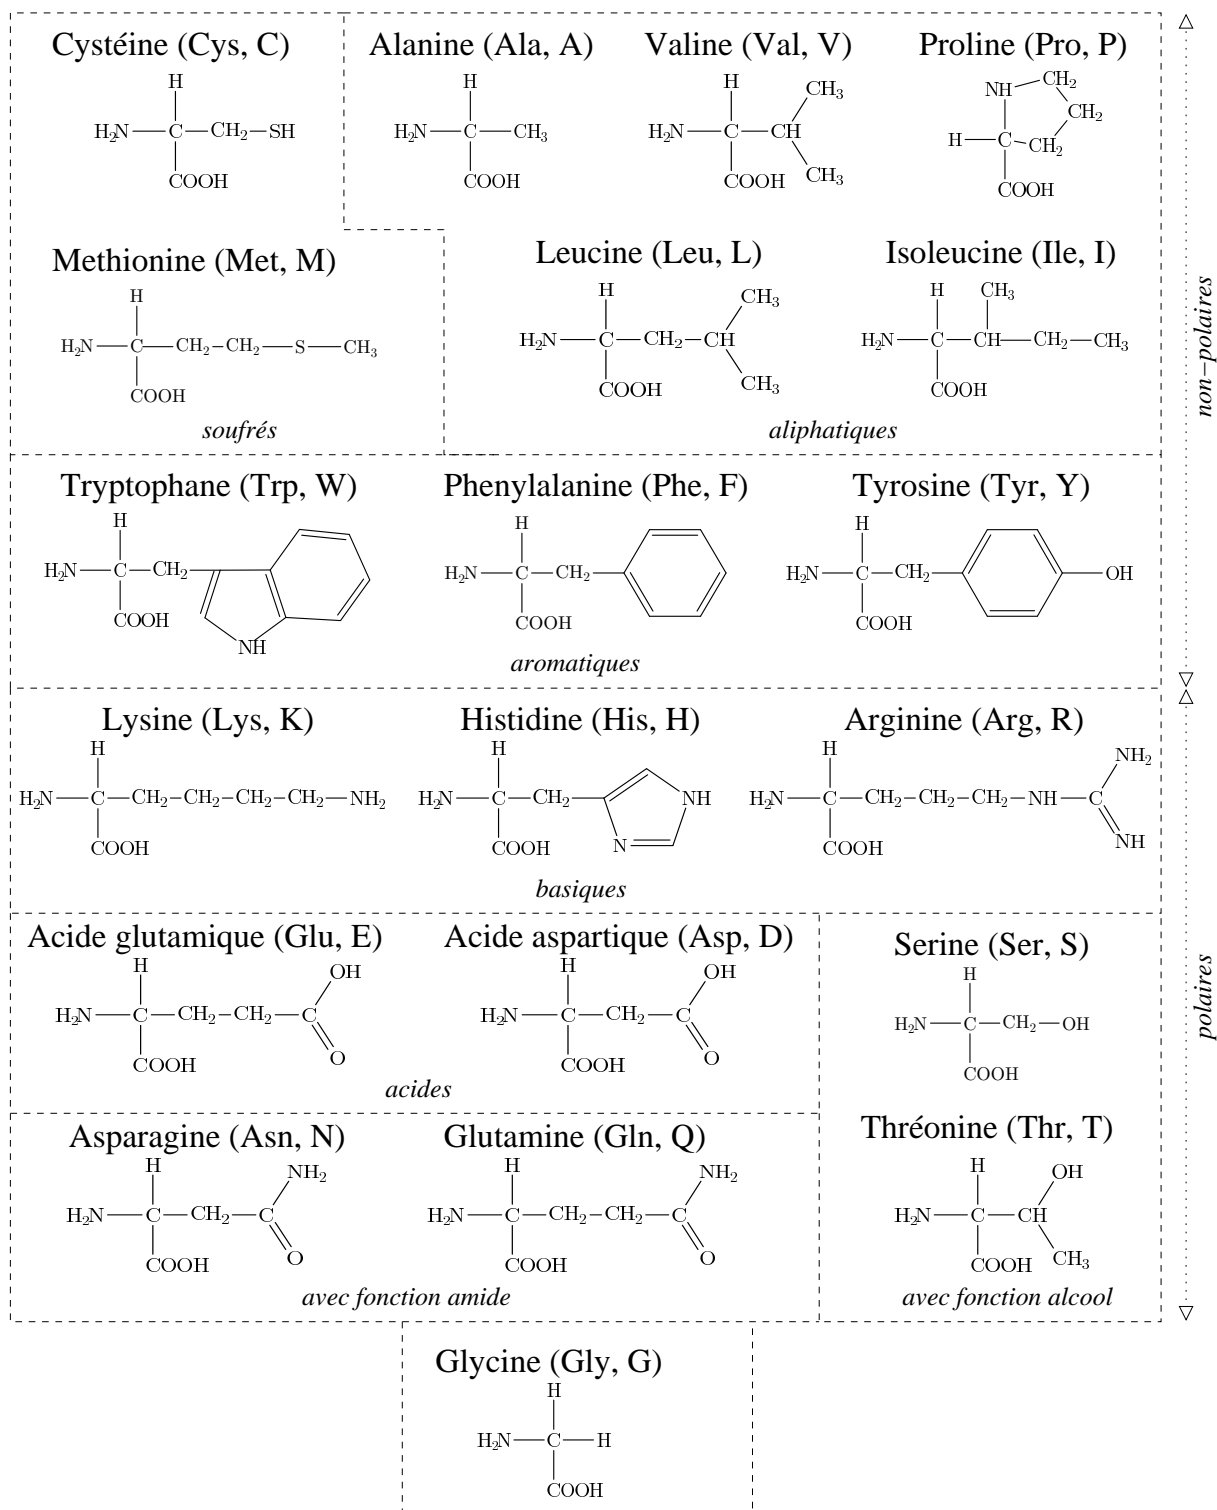 Cystéine (Cys, C)
H
H₂N C CH₂ SH
COOH
Alanine (Ala, A)
H
H₂N C CH₃
COOH
Valine (Val, V)
H CH₃
H₂N C CH
COOH CH₃
Proline (Pro, P)
NH CH₂
CH₂
H C CH₂
COOH
Methionine (Met, M)
H
H₂N C CH₂ CH₂ S CH₃
COOH
soufrés
Leucine (Leu, L)
H CH₃
H₂N C CH₂ CH
COOH CH₃
Isoleucine (Ile, I)
H CH₃
H₂N C CH CH₂ CH₃
COOH
aliphatiques
non-polaires
Tryptophane (Trp, W)
H
H₂N C CH₂
COOH
NH
Phenylalanine (Phe, F)
H
H₂N C CH₂
COOH
Tyrosine (Tyr, Y)
H
H₂N C CH₂ OH
COOH
aromatiques
Lysine (Lys, K)
H
H₂N C CH₂ CH₂ CH₂ CH₂ NH₂
COOH
Histidine (His, H)
H
H₂N C CH₂ NH
COOH N
Arginine (Arg, R)
H NH₂
H₂N C CH₂ CH₂ CH₂ NH C
COOH NH
basiques
Acide glutamique (Glu, E)
H OH
H₂N C CH₂ CH₂ C
COOH O
Acide aspartique (Asp, D)
H OH
H₂N C CH₂ C
COOH O
acides
Serine (Ser, S)
H
H₂N C CH₂ OH
COOH
polaires
Asparagine (Asn, N)
H NH₂
H₂N C CH₂ C
COOH O
Glutamine (Gln, Q)
H NH₂
H₂N C CH₂ CH₂ C
COOH O
avec fonction amide
Thréonine (Thr, T)
H OH
H₂N C CH
COOH CH₃
avec fonction alcool
Glycine (Gly, G)
H
H₂N C H
COOH